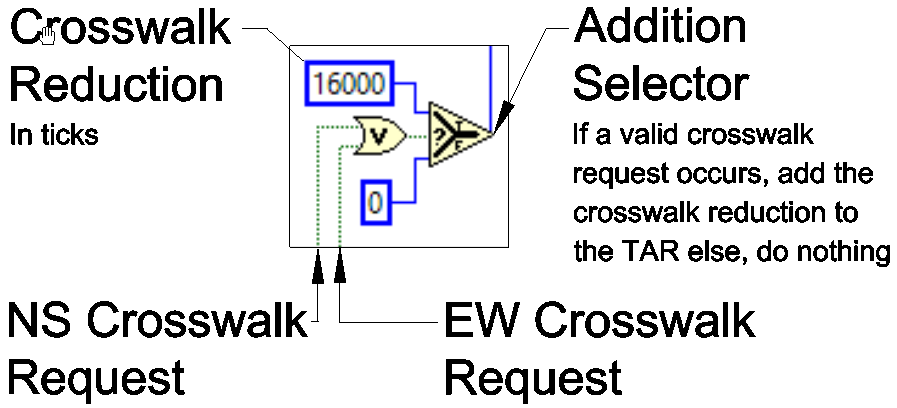 Crosswalk
Reduction
In ticks
Addition
Selector
If a valid crosswalk
request occurs, add the
crosswalk reduction to
the TAR else, do nothing
16000
V
?
T
F
0
NS Crosswalk
Request
EW Crosswalk
Request